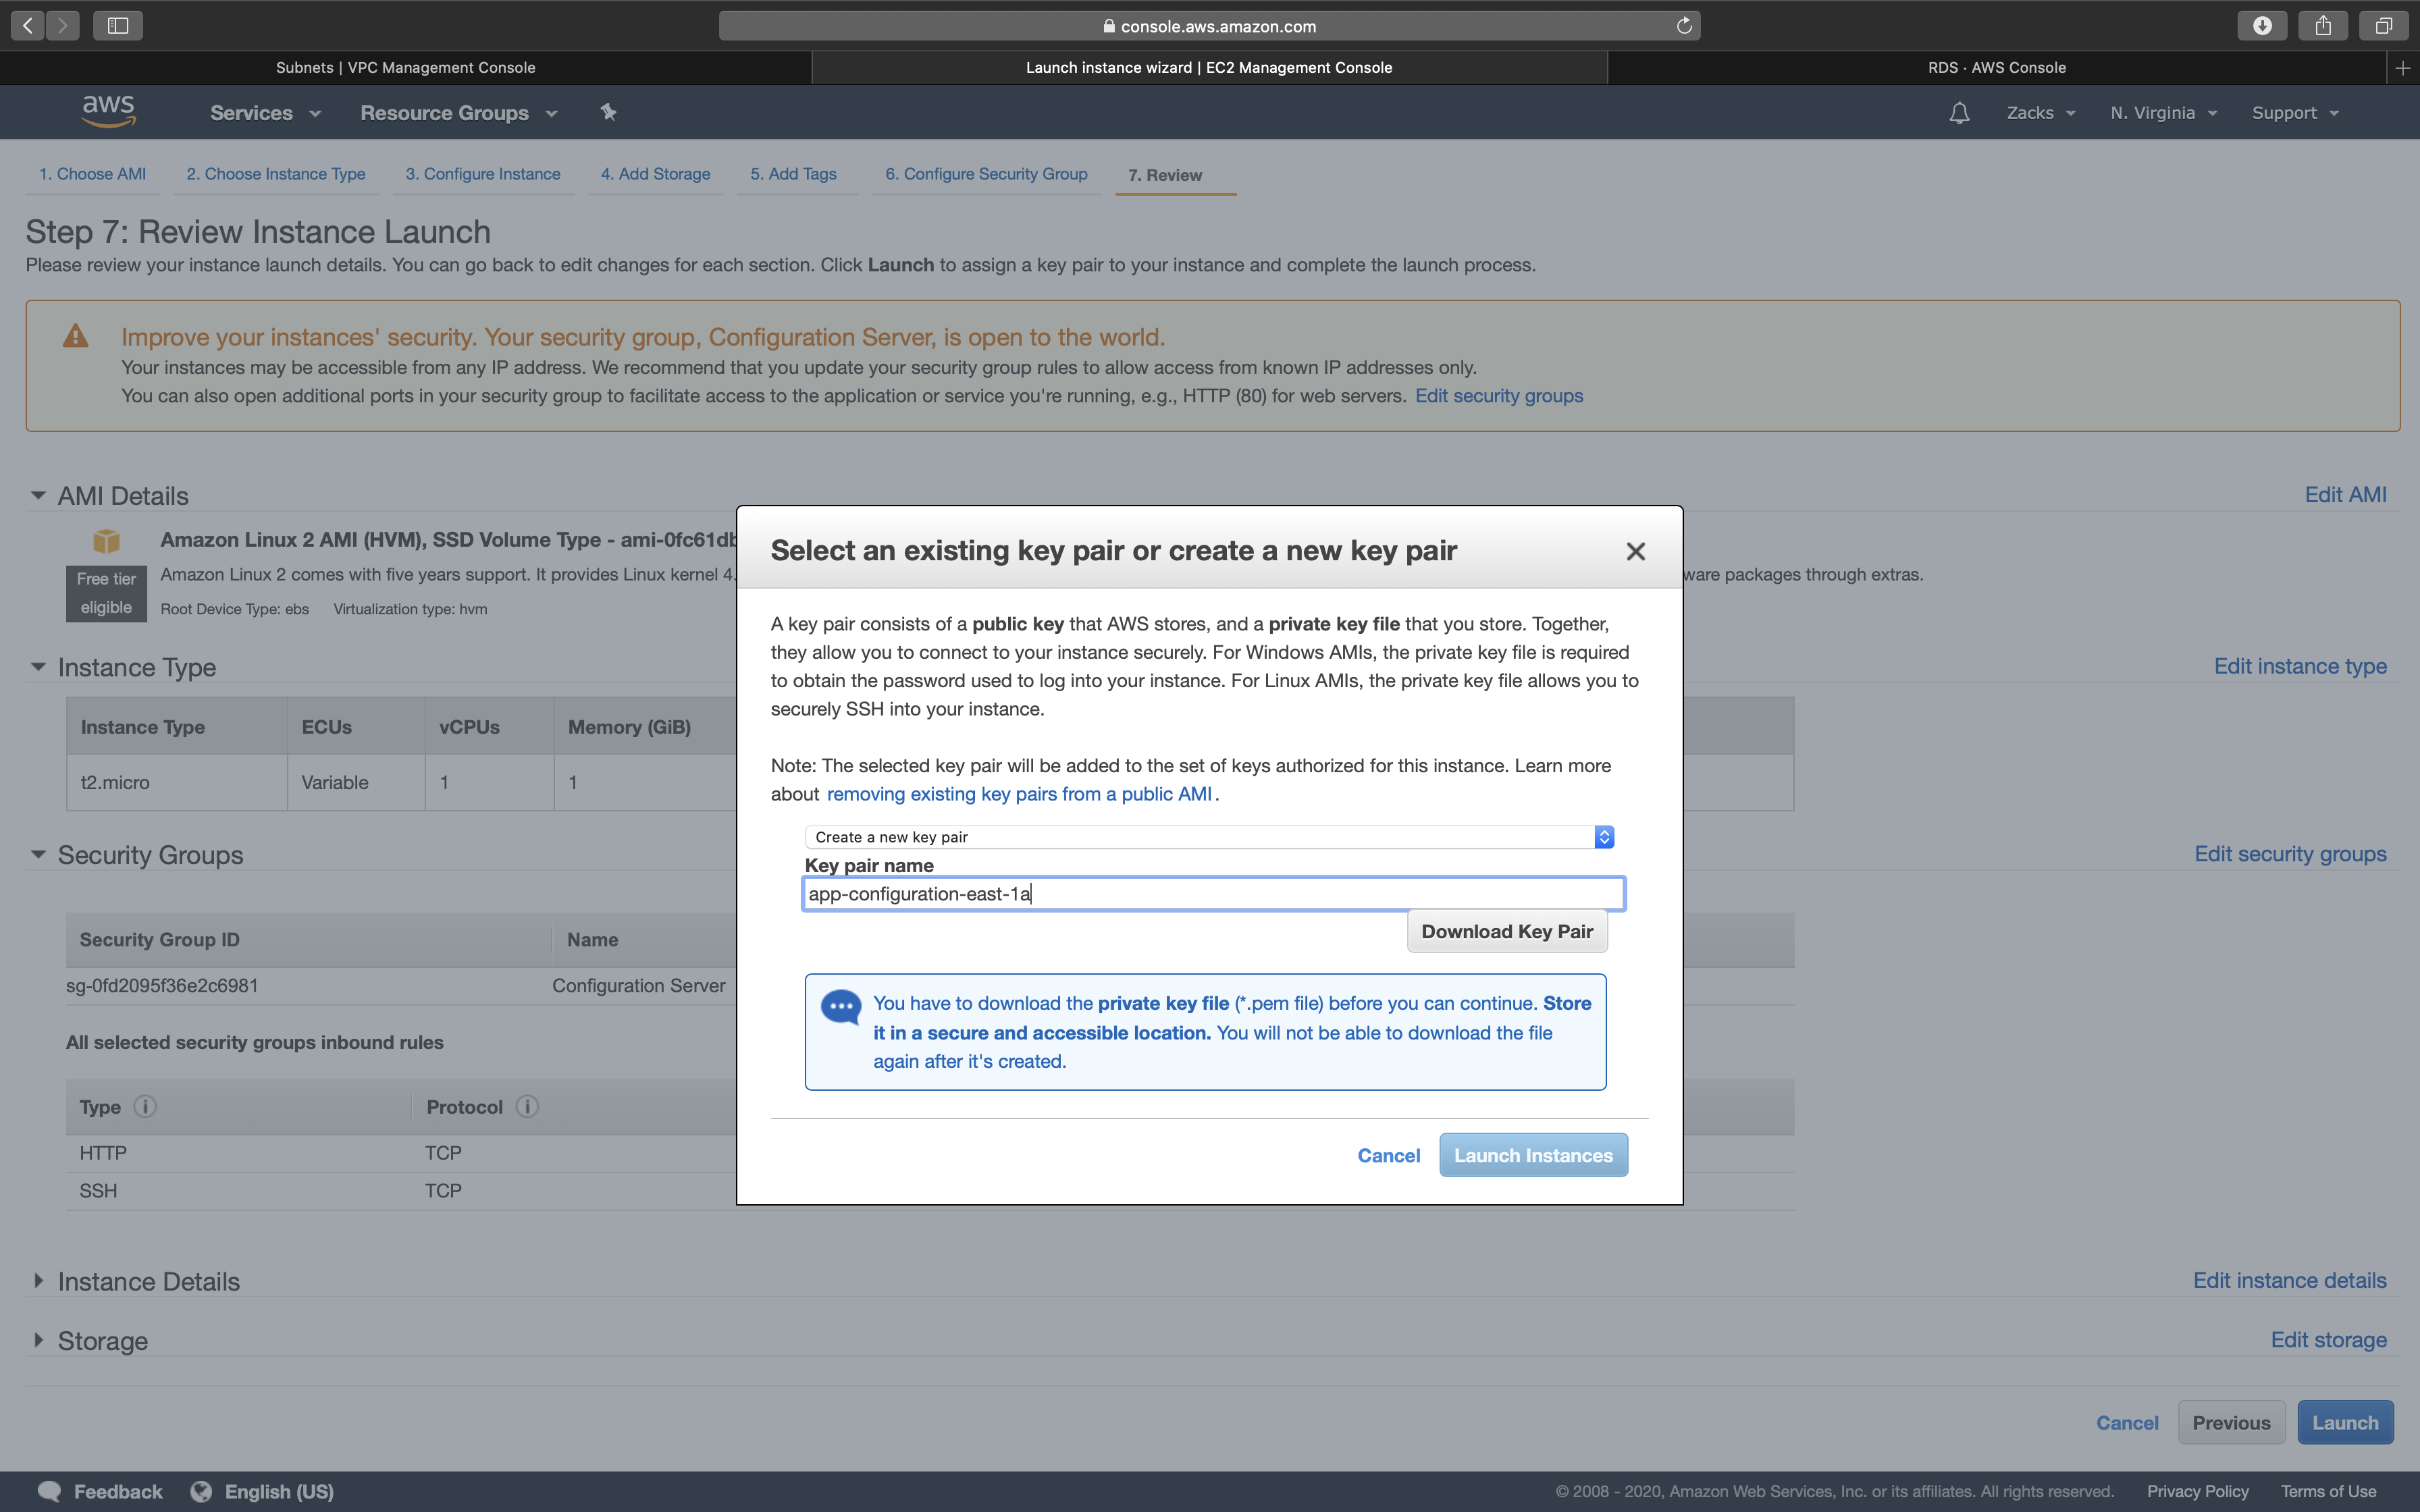 console.aws.amazon.com
Subnets | VPC Management Console
Launch instance wizard | EC2 Management Console
RDS · AWS Console
aws
Services
Resource Groups
Zacks
N. Virginia
Support
1. Choose AMI
2. Choose Instance Type
3. Configure Instance
4. Add Storage
5. Add Tags
6. Configure Security Group
7. Review
Step 7: Review Instance Launch
Please review your instance launch details. You can go back to edit changes for each section. Click Launch to assign a key pair to your instance and complete the launch process.
Improve your instances' security. Your security group, Configuration Server, is open to the world.
Your instances may be accessible from any IP address. We recommend that you update your security group rules to allow access from known IP addresses only.
You can also open additional ports in your security group to facilitate access to the application or service you're running, e.g., HTTP (80) for web servers. Edit security groups
AMI Details
Edit AMI
Amazon Linux 2 AMI (HVM), SSD Volume Type - ami-0fc61db
Free tier
eligible
Amazon Linux 2 comes with five years support. It provides Linux kernel 4.
ware packages through extras.
Root Device Type: ebs Virtualization type: hvm
Instance Type
Edit instance type
Instance Type ECUs vCPUs Memory (GiB)
t2.micro Variable 1 1
Security Groups
Edit security groups
Security Group ID Name
sg-0fd2095f36e2c6981 Configuration Server
All selected security groups inbound rules
Type Protocol
HTTP TCP
SSH TCP
Instance Details
Edit instance details
Storage
Edit storage
Cancel
Previous
Launch
Select an existing key pair or create a new key pair
A key pair consists of a public key that AWS stores, and a private key file that you store. Together,
they allow you to connect to your instance securely. For Windows AMIs, the private key file is required
to obtain the password used to log into your instance. For Linux AMIs, the private key file allows you to
securely SSH into your instance.
Note: The selected key pair will be added to the set of keys authorized for this instance. Learn more
about removing existing key pairs from a public AMI .
Create a new key pair
Key pair name
app-configuration-east-1a
Download Key Pair
You have to download the private key file (*.pem file) before you can continue. Store
it in a secure and accessible location. You will not be able to download the file
again after it's created.
Cancel
Launch Instances
Feedback
English (US)
© 2008 - 2020, Amazon Web Services, Inc. or its affiliates. All rights reserved.
Privacy Policy
Terms of Use